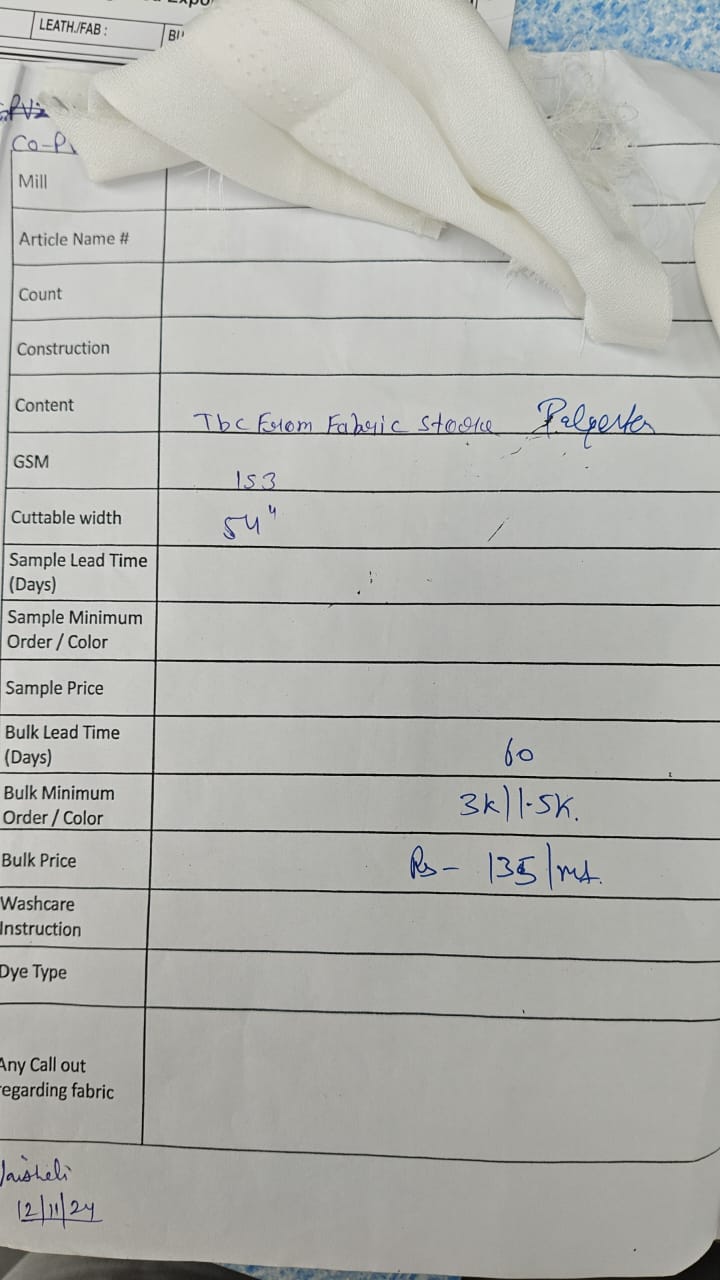 LEATH./FAB :
Mill
Article Name #
Count
Construction
Content Tbc From Fabric Stoore Polyester
GSM 153
Cuttable width 54"
Sample Lead Time
(Days)
Sample Minimum
Order / Color
Sample Price
Bulk Lead Time
(Days) 60
Bulk Minimum
Order / Color 3k||1.5K.
Bulk Price Rs - 135/mt.
Washcare
Instruction
Dye Type
Any Call out
regarding fabric
12/11/24